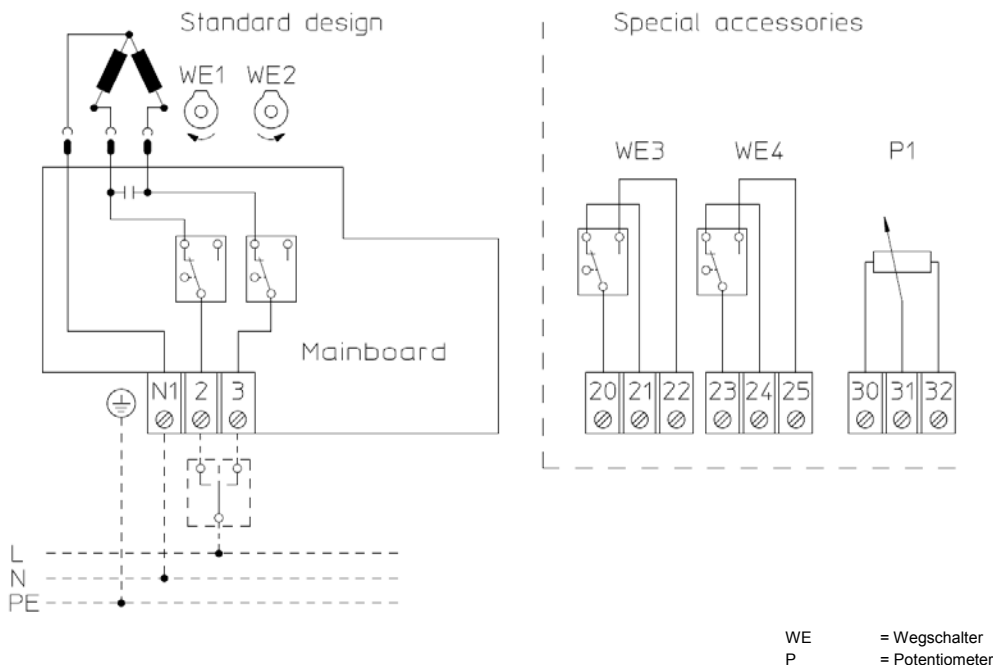 Standard design
Special accessories
WE1 WE2
WE3 WE4 P1
Mainboard
N1 2 3
20 21 22 23 24 25 30 31 32
L
N
PE
WE = Wegschalter
P = Potentiometer